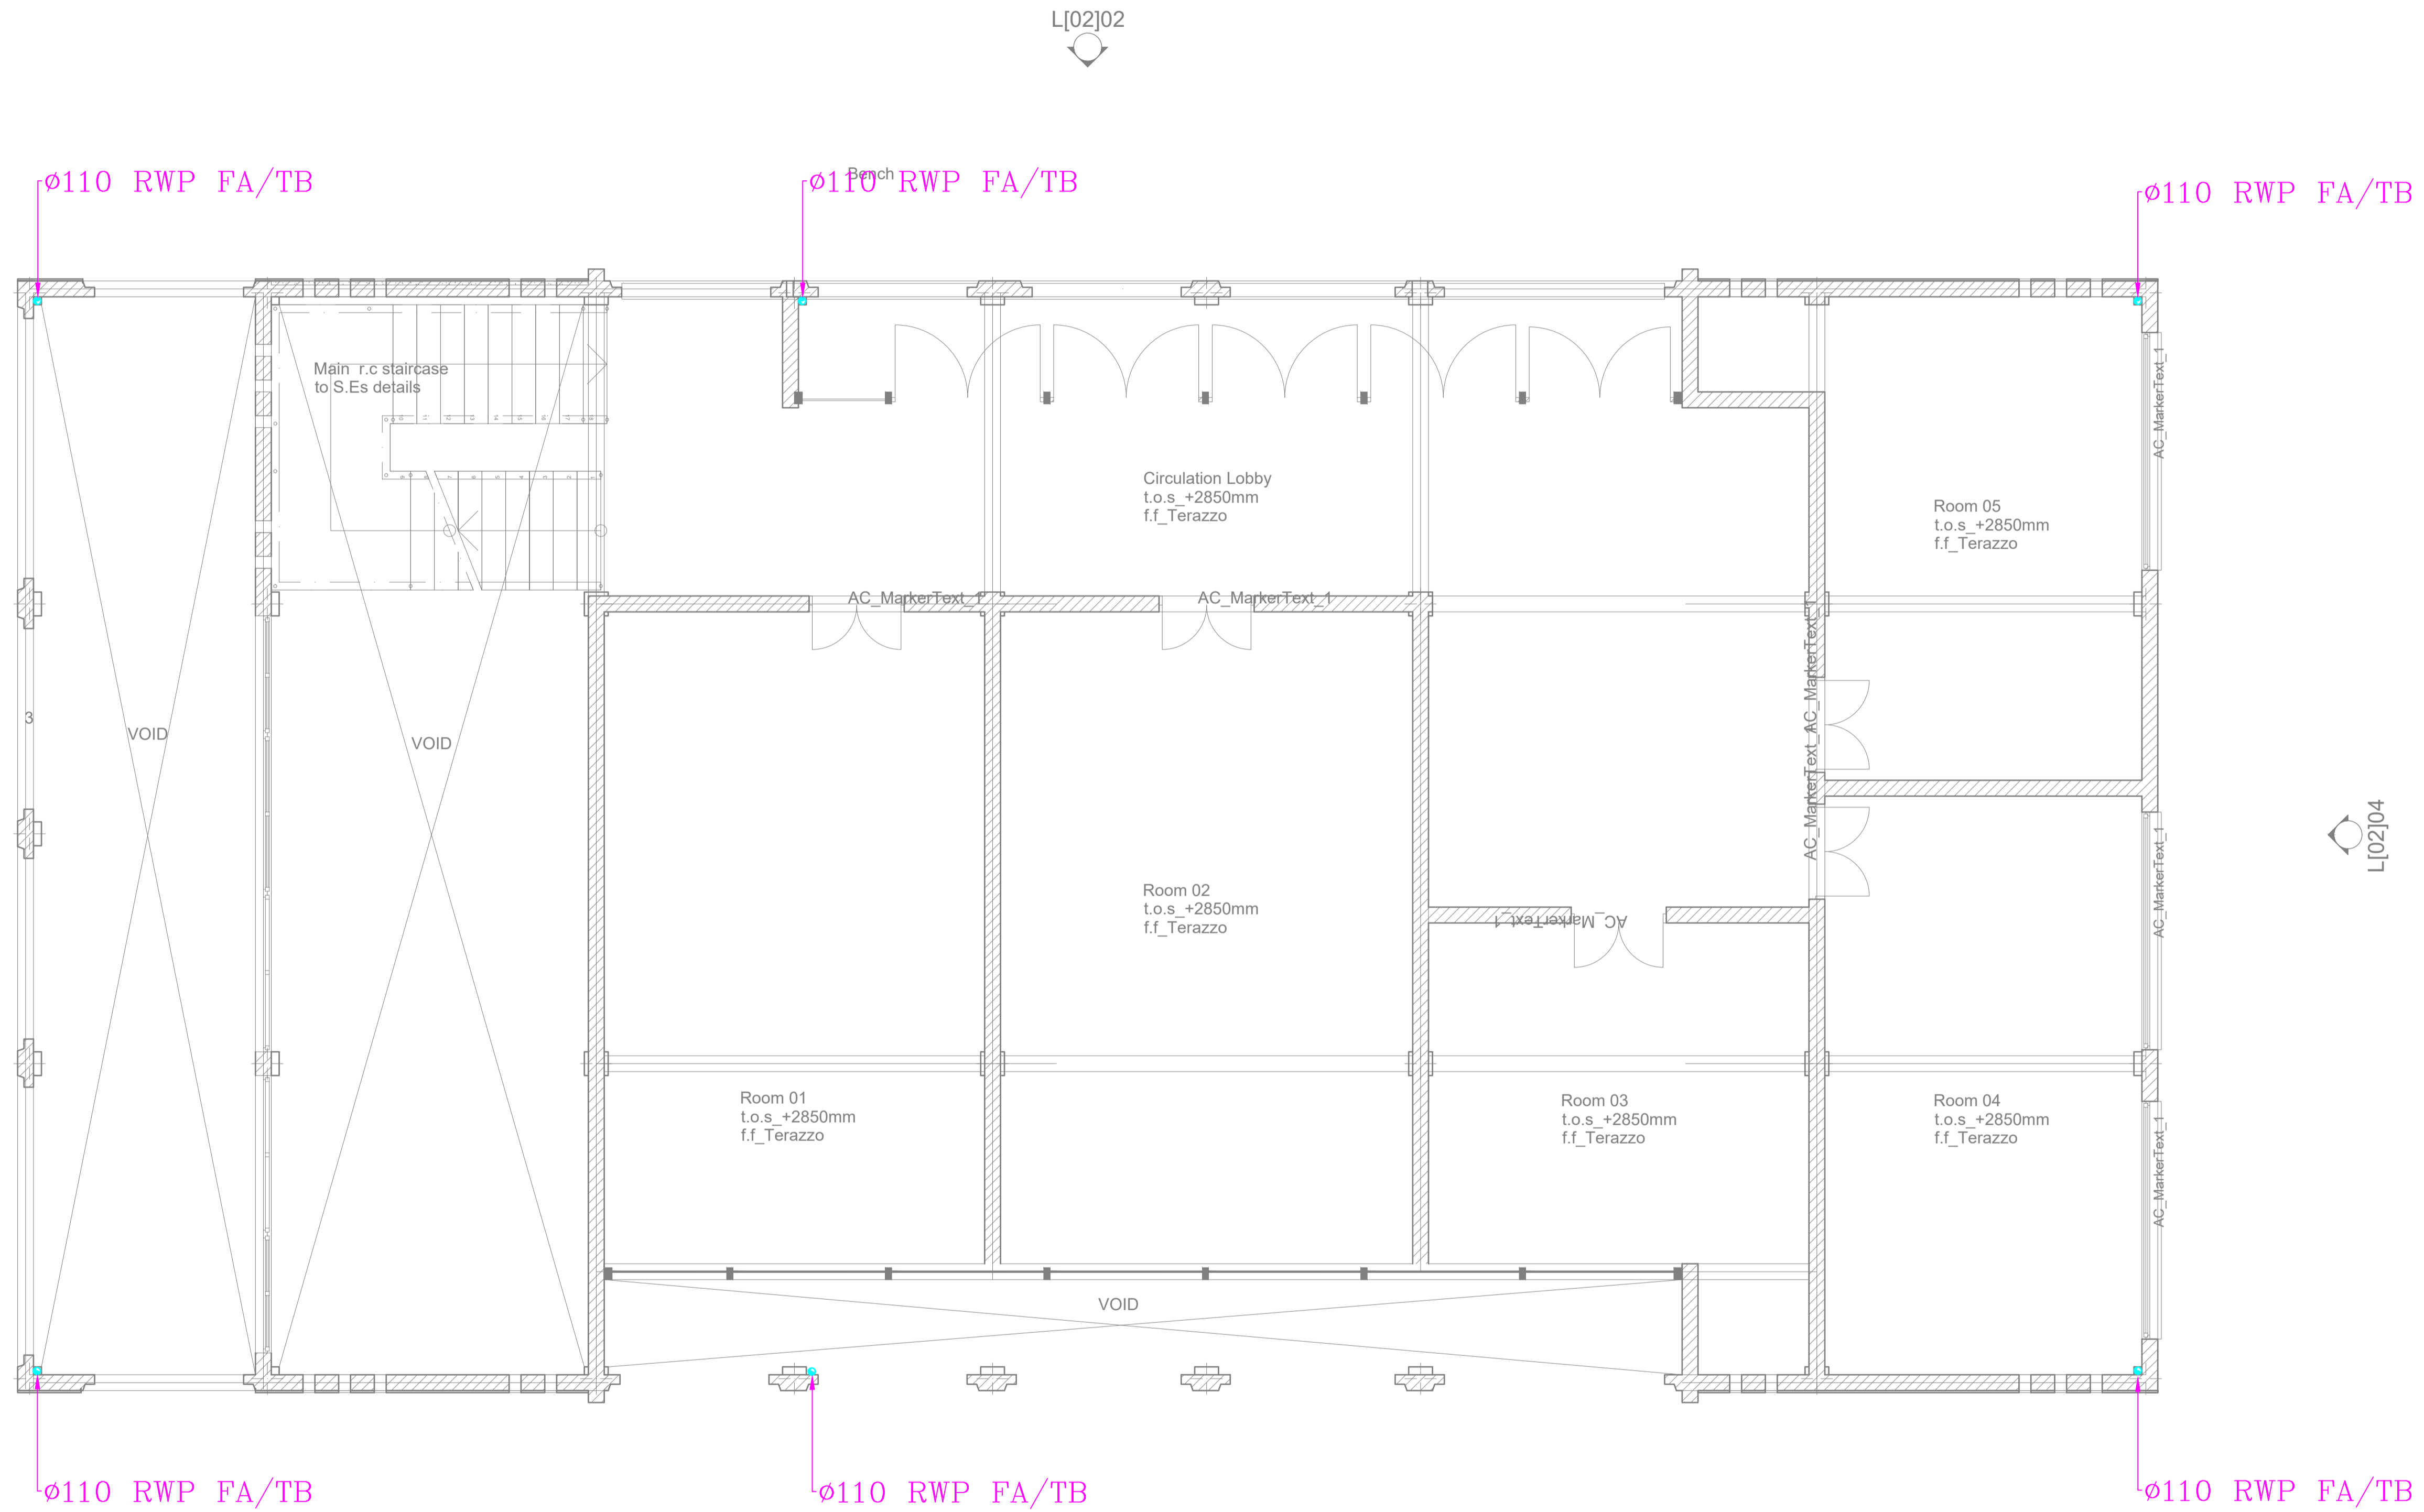 L[02]02
ø110 RWP FA/TB
Bench
ø110 RWP FA/TB
ø110 RWP FA/TB
Main r.c staircase
to S.Es details
AC_MarkerText_1
Circulation Lobby
t.o.s_+2850mm
f.f_Terazzo
Room 05
t.o.s_+2850mm
f.f_Terazzo
AC_MarkerText_1
AC_MarkerText_1
AC_MarkerText_1
AC_MarkerText_1
3
VOID
VOID
L[02]04
Room 02
t.o.s_+2850mm
f.f_Terazzo
AC_MarkerText_1
AC_MarkerText_1
Room 01
t.o.s_+2850mm
f.f_Terazzo
Room 03
t.o.s_+2850mm
f.f_Terazzo
Room 04
t.o.s_+2850mm
f.f_Terazzo
AC_MarkerText_1
VOID
ø110 RWP FA/TB
ø110 RWP FA/TB
ø110 RWP FA/TB